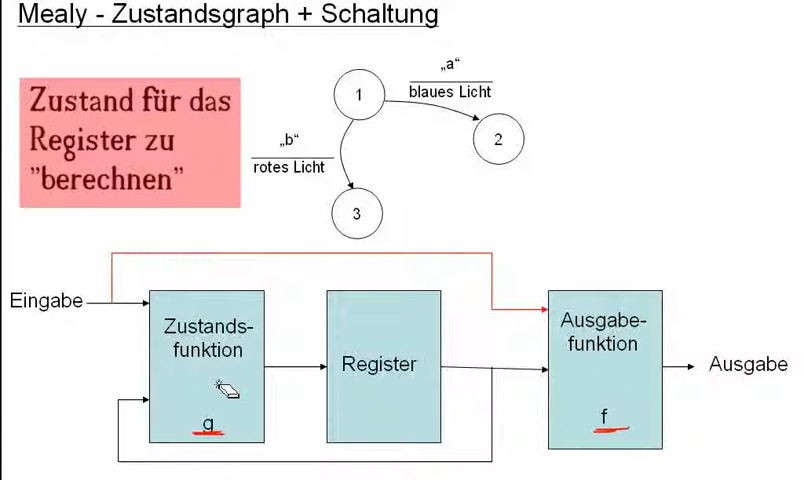 Mealy - Zustandsgraph + Schaltung
Zustand für das
Register zu
"berechnen"
1
„a“
blaues Licht
2
„b“
rotes Licht
3
Eingabe
Zustands-
funktion
g
Register
Ausgabe-
funktion
f
Ausgabe